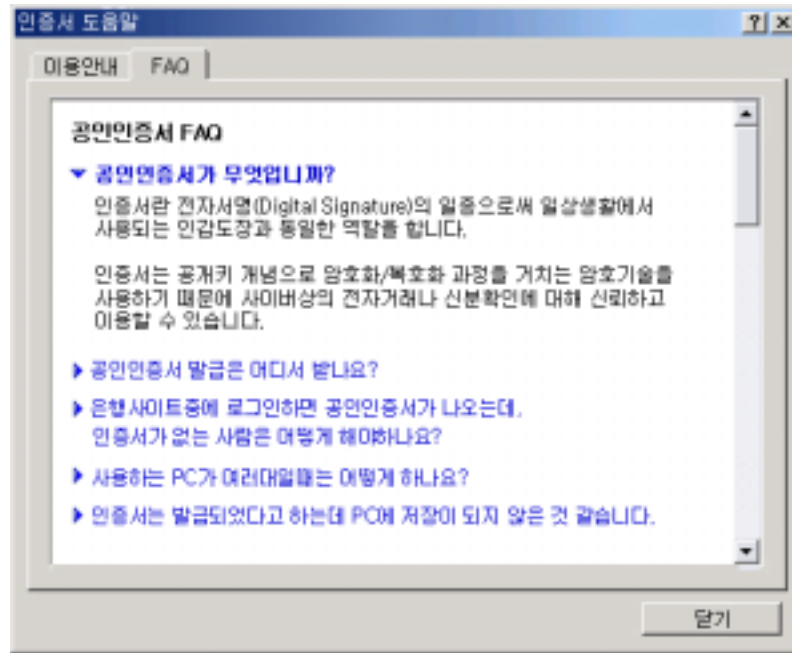 인증서 도움말
이용안내 FAQ
공인인증서 FAQ
공인인증서가 무엇입니까?
인증서란 전자서명(Digital Signature)의 일종으로써 일상생활에서
사용되는 인감도장과 동일한 역할을 합니다.
인증서는 공개키 개념으로 암호화/복호화 과정을 거치는 암호기술을
사용하기 때문에 사이버상의 전자거래나 신분확인에 대해 신뢰하고
이용할 수 있습니다.
공인인증서 발급은 어디서 받나요?
은행사이트중에 로그인하면 공인인증서가 나오는데,
인증서가 없는 사람은 어떻게 해야하나요?
사용하는 PC가 여러대일때는 어떻게 하나요?
인증서는 발급되었다고 하는데 PC에 저장이 되지 않은 것 같습니다.
닫기